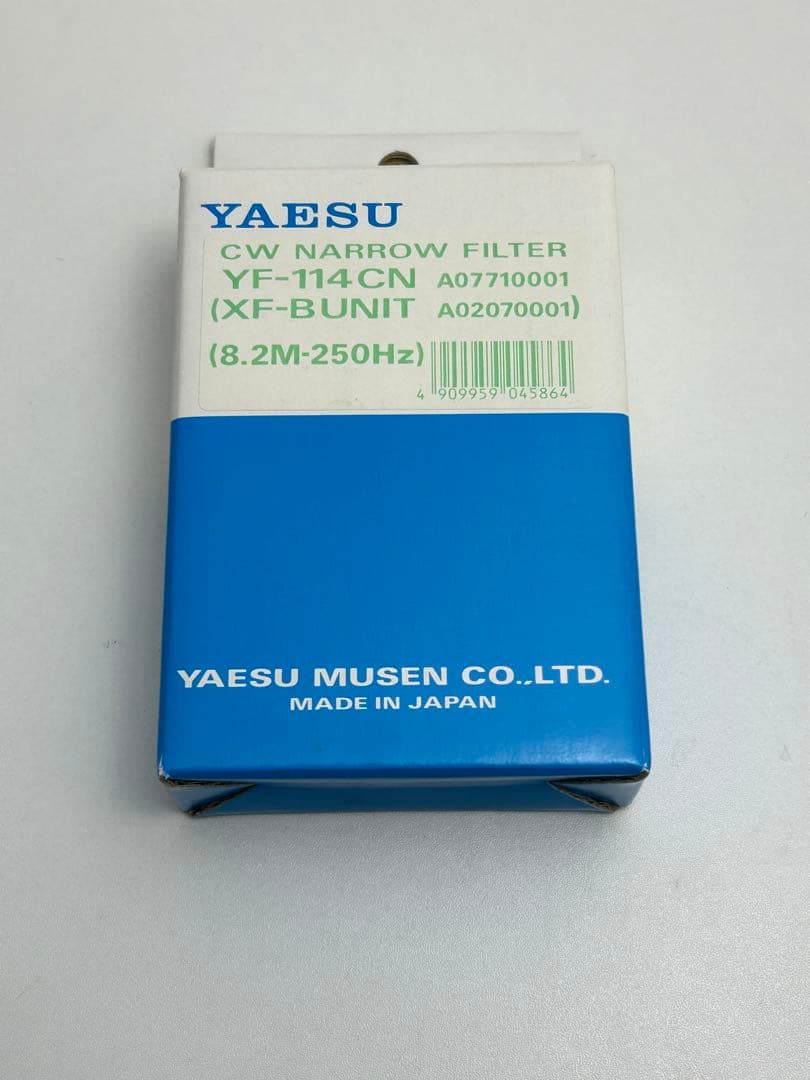 YAESU
CW NARROW FILTER
YF-114CN A07710001
(XF-BUNIT A02070001)
(8.2M-250Hz)
4 909959 045864
YAESU MUSEN CO.,LTD.
MADE IN JAPAN